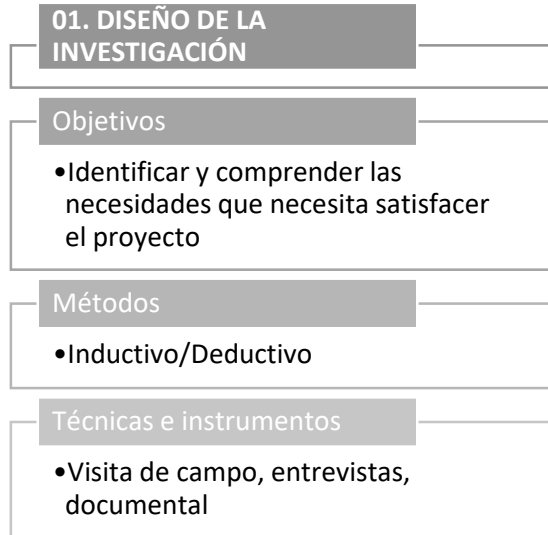 01. DISEÑO DE LA
INVESTIGACIÓN
Objetivos
•Identificar y comprender las
necesidades que necesita satisfacer
el proyecto
Métodos
•Inductivo/Deductivo
Técnicas e instrumentos
•Visita de campo, entrevistas,
documental